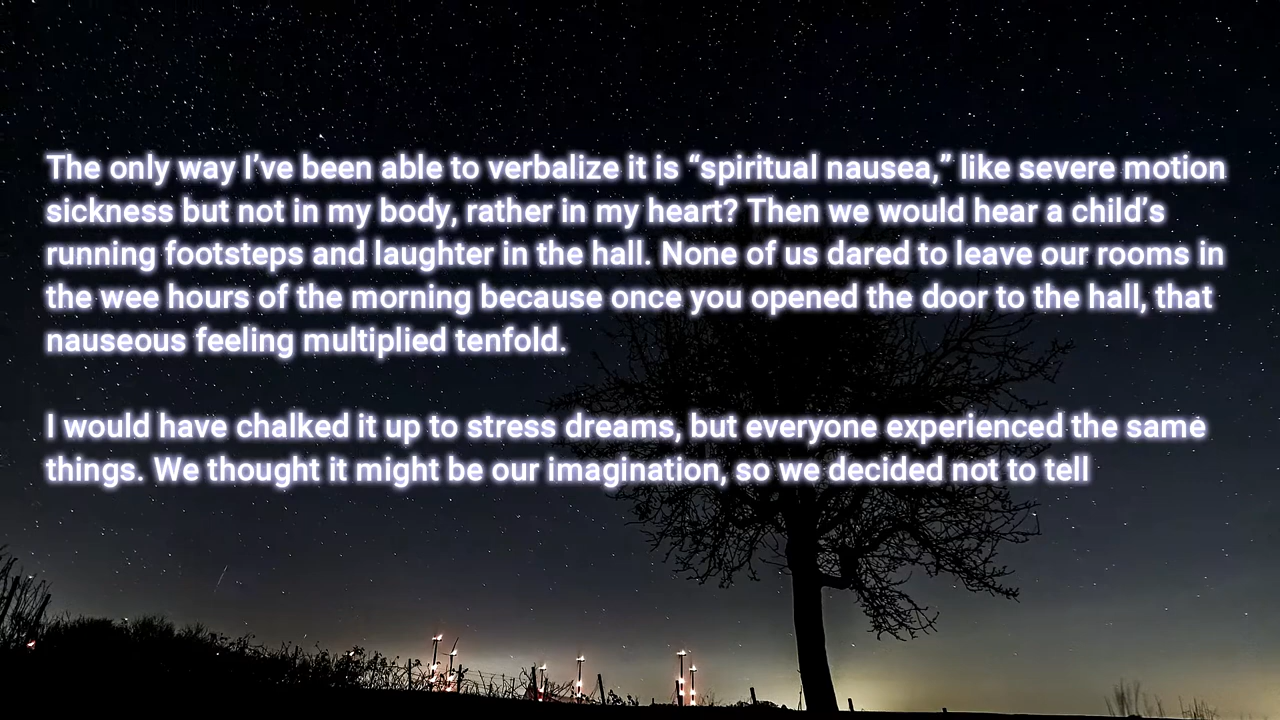 The only way I’ve been able to verbalize it is “spiritual nausea,” like severe motion
sickness but not in my body, rather in my heart? Then we would hear a child’s
running footsteps and laughter in the hall. None of us dared to leave our rooms in
the wee hours of the morning because once you opened the door to the hall, that
nauseous feeling multiplied tenfold.
I would have chalked it up to stress dreams, but everyone experienced the same
things. We thought it might be our imagination, so we decided not to tell